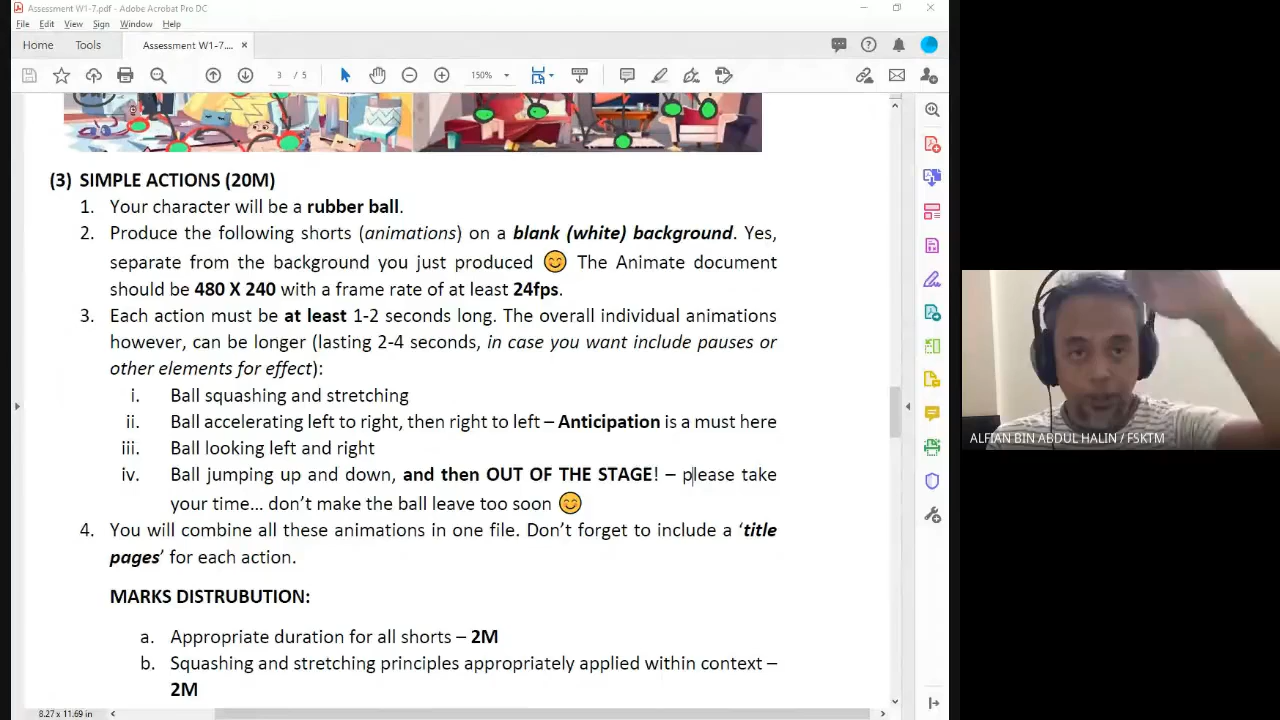 Assessment W1-7.pdf - Adobe Acrobat Pro DC
File Edit View Sign Window Help
Home Tools Assessment W1-7.... ×
3 / 5 150%
(3) SIMPLE ACTIONS (20M)
1. Your character will be a rubber ball.
2. Produce the following shorts (animations) on a blank (white) background. Yes,
separate from the background you just produced 😊 The Animate document
should be 480 X 240 with a frame rate of at least 24fps.
3. Each action must be at least 1-2 seconds long. The overall individual animations
however, can be longer (lasting 2-4 seconds, in case you want include pauses or
other elements for effect):
i. Ball squashing and stretching
ii. Ball accelerating left to right, then right to left – Anticipation is a must here
iii. Ball looking left and right
iv. Ball jumping up and down, and then OUT OF THE STAGE! – please take
your time... don't make the ball leave too soon 😊
4. You will combine all these animations in one file. Don't forget to include a 'title
pages' for each action.
MARKS DISTRUBUTION:
a. Appropriate duration for all shorts – 2M
b. Squashing and stretching principles appropriately applied within context –
2M
8.27 x 11.69 in
ALFIAN BIN ABDUL HALIN / FSKTM